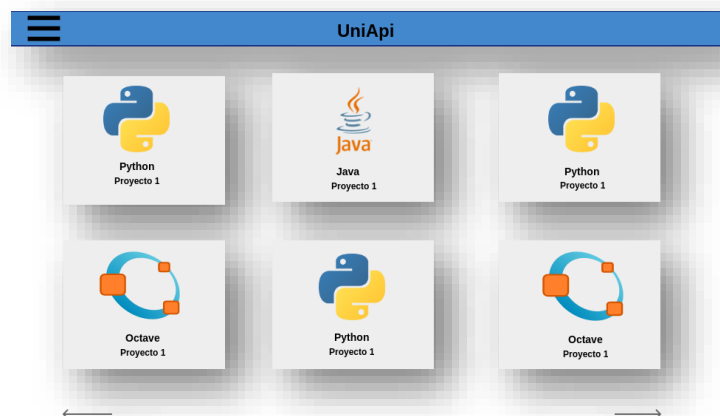 UniApi
Python
Proyecto 1
Java
Java
Proyecto 1
Python
Proyecto 1
Octave
Proyecto 1
Python
Proyecto 1
Octave
Proyecto 1